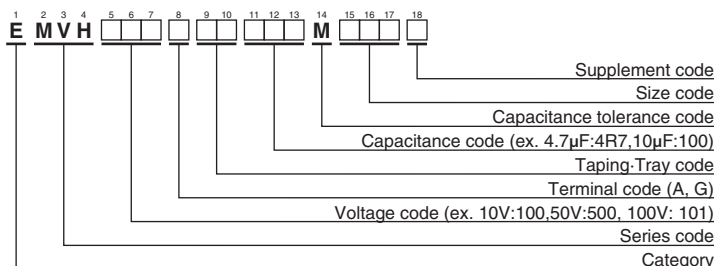 1 2 3 4 5 6 7 8 9 10 11 12 13 14 15 16 17 18
E M V H M
Supplement code
Size code
Capacitance tolerance code
Capacitance code (ex. 4.7µF:4R7,10µF:100)
Taping·Tray code
Terminal code (A, G)
Voltage code (ex. 10V:100,50V:500, 100V: 101)
Series code
Category